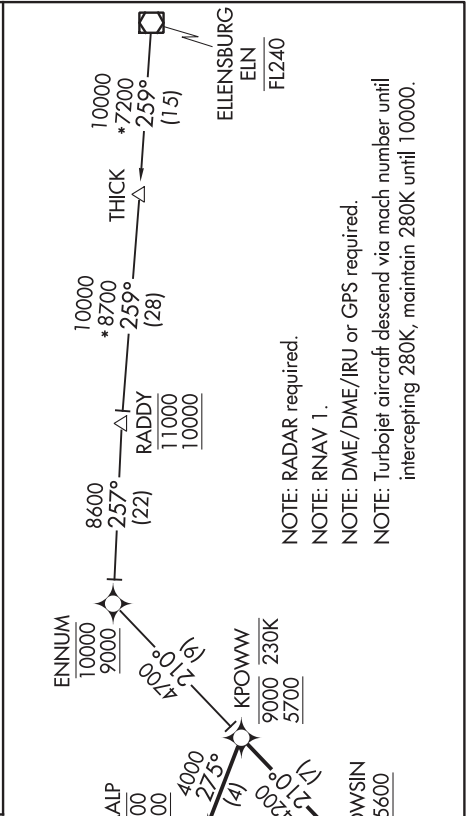 ELLENSBURG
ELN
FL240
10000
*7200
259°
(15)
THICK
10000
*8700
259°
(28)
RADDY
11000
10000
8600
257°
(22)
ENNUM
10000
9000
4700
210°
(9)
KPOWW
9000 230K
5700
4000
275°
(4)
210°
(7)
5600
NOTE: RADAR required.
NOTE: RNAV 1.
NOTE: DME/DME/IRU or GPS required.
NOTE: Turbojet aircraft descend via mach number until
intercepting 280K, maintain 280K until 10000.